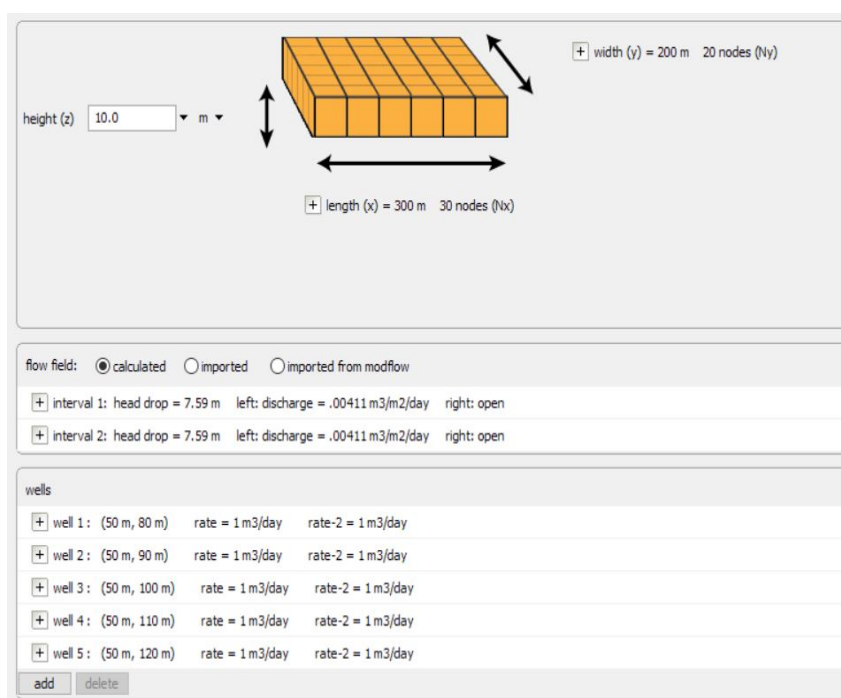 width (y) = 200 m 20 nodes (Ny)
height (z) 10.0 m
length (x) = 300 m 30 nodes (Nx)
flow field: calculated imported imported from modflow
interval 1: head drop = 7.59 m left: discharge = .00411 m3/m2/day right: open
interval 2: head drop = 7.59 m left: discharge = .00411 m3/m2/day right: open
wells
well 1 : (50 m, 80 m) rate = 1 m3/day rate-2 = 1 m3/day
well 2 : (50 m, 90 m) rate = 1 m3/day rate-2 = 1 m3/day
well 3 : (50 m, 100 m) rate = 1 m3/day rate-2 = 1 m3/day
well 4 : (50 m, 110 m) rate = 1 m3/day rate-2 = 1 m3/day
well 5 : (50 m, 120 m) rate = 1 m3/day rate-2 = 1 m3/day
add delete